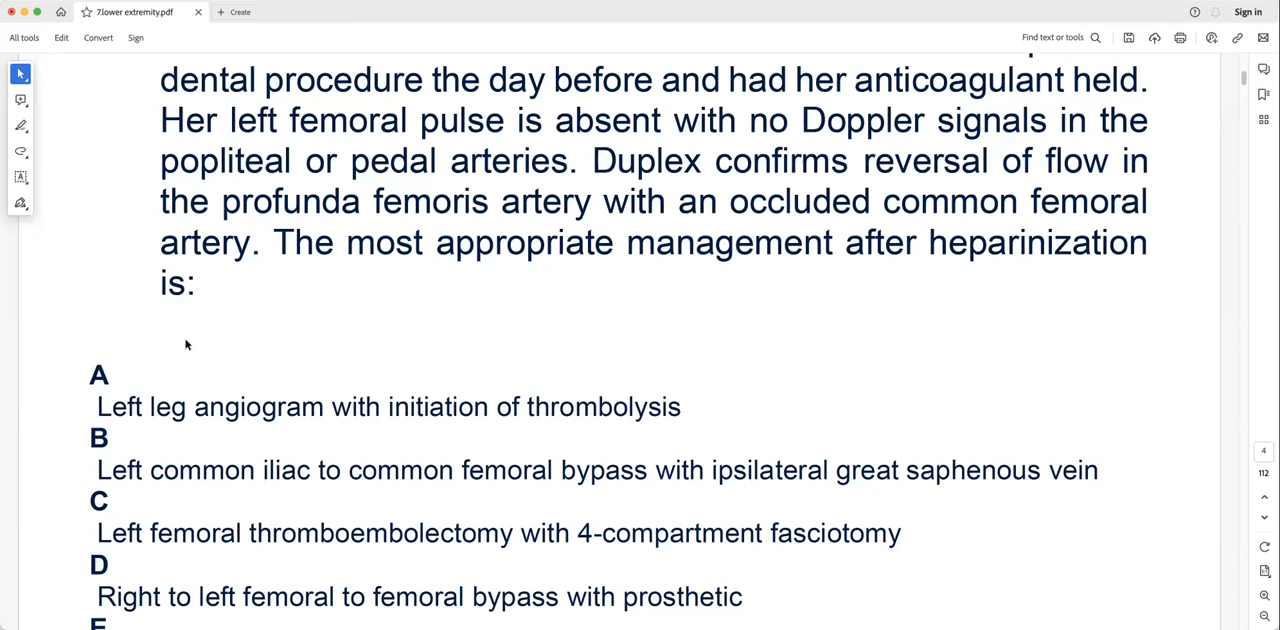 7.lower extremity.pdf
Create
Sign in
All tools Edit Convert Sign
Find text or tools
dental procedure the day before and had her anticoagulant held.
Her left femoral pulse is absent with no Doppler signals in the
popliteal or pedal arteries. Duplex confirms reversal of flow in
the profunda femoris artery with an occluded common femoral
artery. The most appropriate management after heparinization
is:
A
Left leg angiogram with initiation of thrombolysis
B
Left common iliac to common femoral bypass with ipsilateral great saphenous vein
C
Left femoral thromboembolectomy with 4-compartment fasciotomy
D
Right to left femoral to femoral bypass with prosthetic
E
4
112